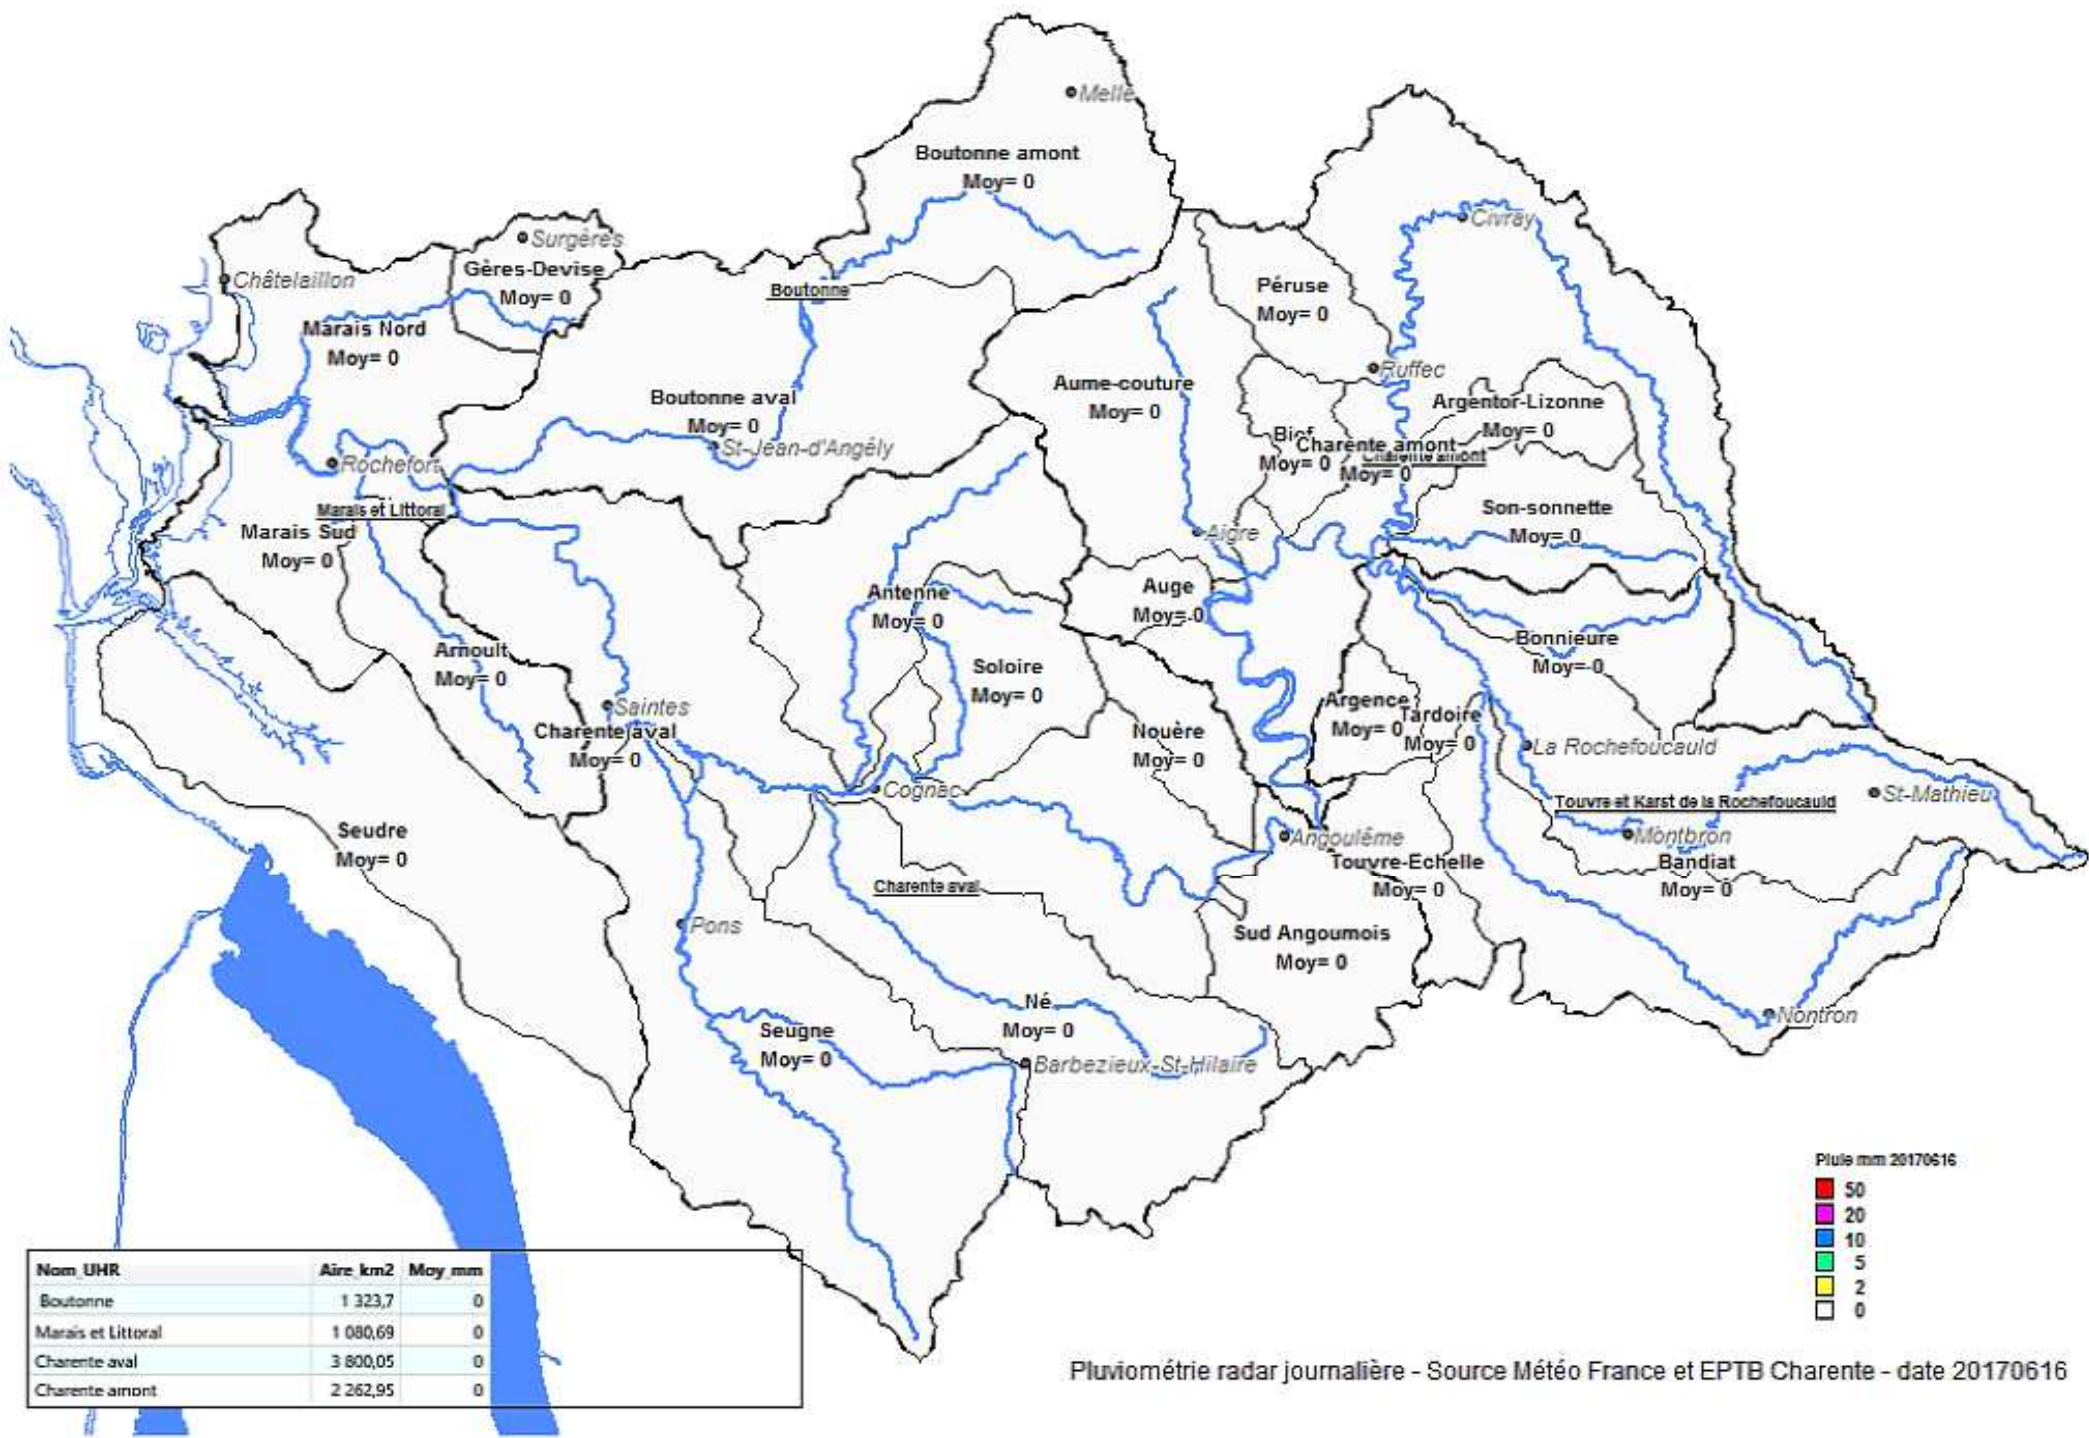 Melle
Boutonne amont
Moy= 0
Civray
Surgères
Gères-Devise
Moy= 0
Châtelaillon
Boutonne
Péruse
Moy= 0
Marais Nord
Moy= 0
Ruffec
Aume-couture
Moy= 0
Boutonne aval
Moy= 0
Argentor-Lizonne
Moy= 0
St-Jean-d'Angély
Bief
Moy= 0
Charente amont
Charente amont
Moy= 0
Rochefort
Marais et Littoral
Marais Sud
Moy= 0
Son-sonnette
Moy= 0
Aigre
Auge
Moy= 0
Antenne
Moy= 0
Bonnieure
Moy= 0
Arnoult
Moy= 0
Soloire
Moy= 0
Saintes
Charente aval
Moy= 0
Nouère
Moy= 0
Argence
Moy= 0
Tardoire
Moy= 0
La Rochefoucauld
Cognac
St-Mathieu
Touvre et Karst de la Rochefoucauld
Seudre
Moy= 0
Angoulême
Montbron
Touvre-Echelle
Moy= 0
Bandiat
Moy= 0
Charente aval
Pons
Sud Angoumois
Moy= 0
Né
Moy= 0
Nontron
Seugne
Moy= 0
Barbezieux-St-Hilaire
Pluie mm 20170616
50
20
10
5
2
0
Nom_UHR Aire_km2 Moy_mm
Boutonne 1 323,7 0
Marais et Littoral 1 080,69 0
Charente aval 3 800,05 0
Charente amont 2 262,95 0
Pluviométrie radar journalière - Source Météo France et EPTB Charente - date 20170616